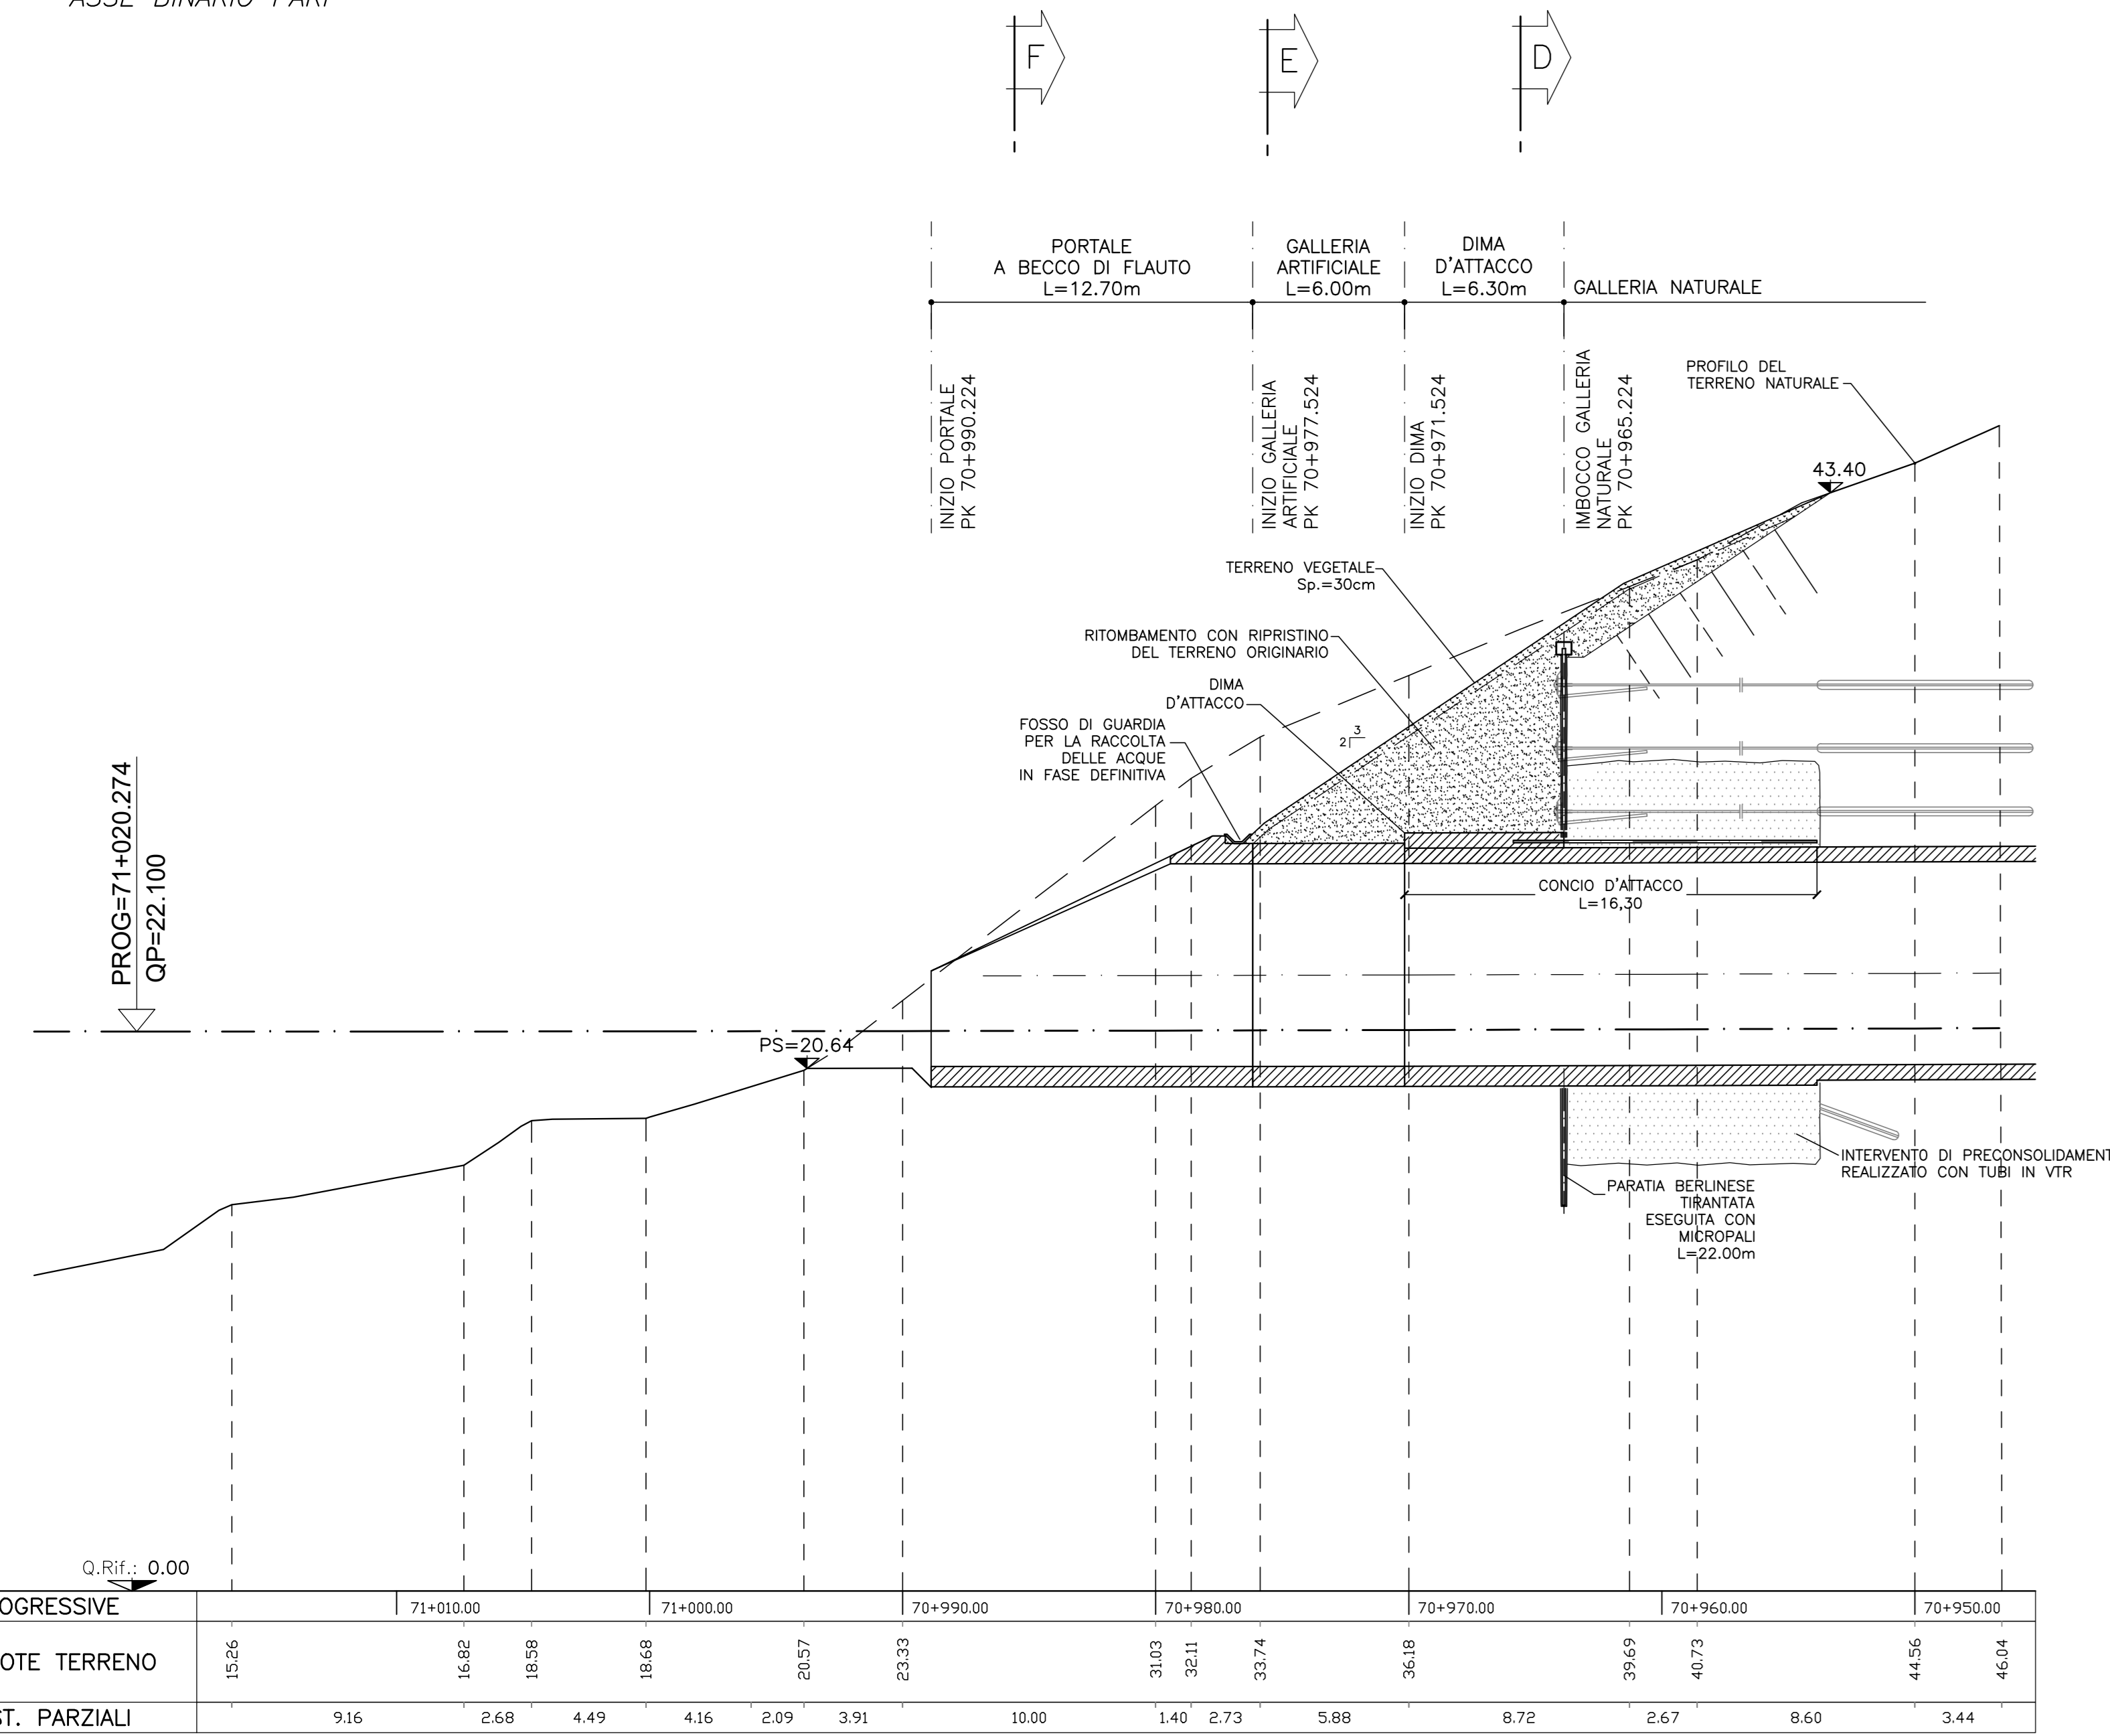 ASSE BINARIO PARI
F
E
D
PORTALE
A BECCO DI FLAUTO
L=12.70m
GALLERIA
ARTIFICIALE
L=6.00m
DIMA
D'ATTACCO
L=6.30m
GALLERIA NATURALE
INIZIO PORTALE
PK 70+990.224
INIZIO GALLERIA
ARTIFICIALE
PK 70+977.524
INIZIO DIMA
PK 70+971.524
IMBOCCO GALLERIA
NATURALE
PK 70+965.224
PROFILO DEL
TERRENO NATURALE
43.40
TERRENO VEGETALE
Sp.=30cm
RITOMBAMENTO CON RIPRISTINO
DEL TERRENO ORIGINARIO
DIMA
D'ATTACCO
FOSSO DI GUARDIA
PER LA RACCOLTA
DELLE ACQUE
IN FASE DEFINITIVA
3
2
PROG=71+020.274
QP=22.100
CONCIO D'ATTACCO
L=16,30
PS=20.64
INTERVENTO DI PRECONSOLIDAMENT
REALIZZATO CON TUBI IN VTR
PARATIA BERLINESE
TIRANTATA
ESEGUITA CON
MICROPALI
L=22.00m
Q.Rif.: 0.00
OGRESSIVE 71+010.00 71+000.00 70+990.00 70+980.00 70+970.00 70+960.00 70+950.00
OTE TERRENO 15.26 16.82 18.58 18.68 20.57 23.33 31.03 32.11 33.74 36.18 39.69 40.73 44.56 46.04
ST. PARZIALI 9.16 2.68 4.49 4.16 2.09 3.91 10.00 1.40 2.73 5.88 8.72 2.67 8.60 3.44